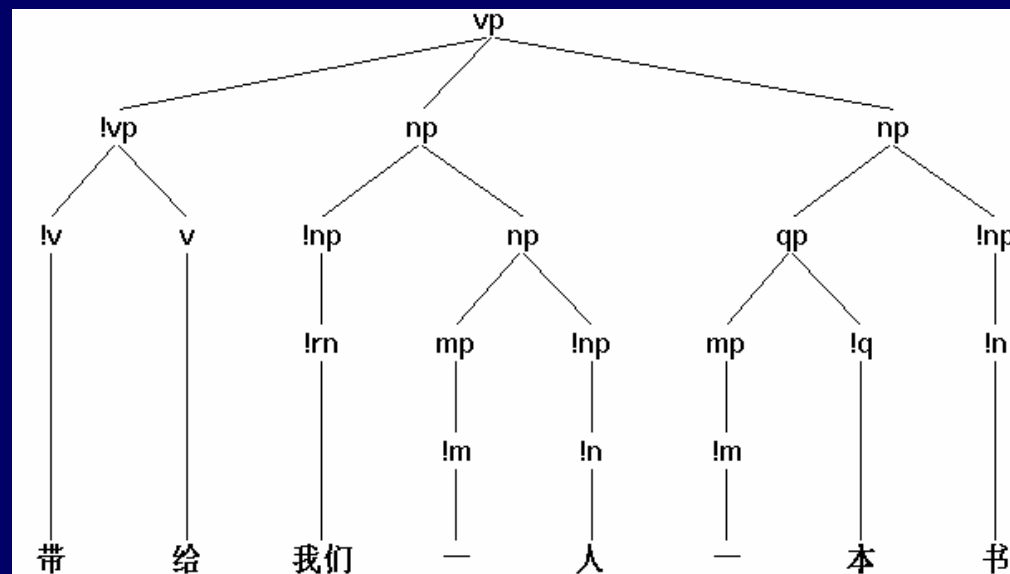 vp
!vp np np
!v v !np np qp !np
!rn mp !np mp !q !n
!m !n !m
带 给 我们 一 人 一 本 书